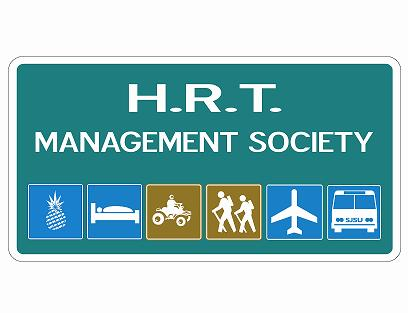 H.R.T.
MANAGEMENT SOCIETY
SJSU